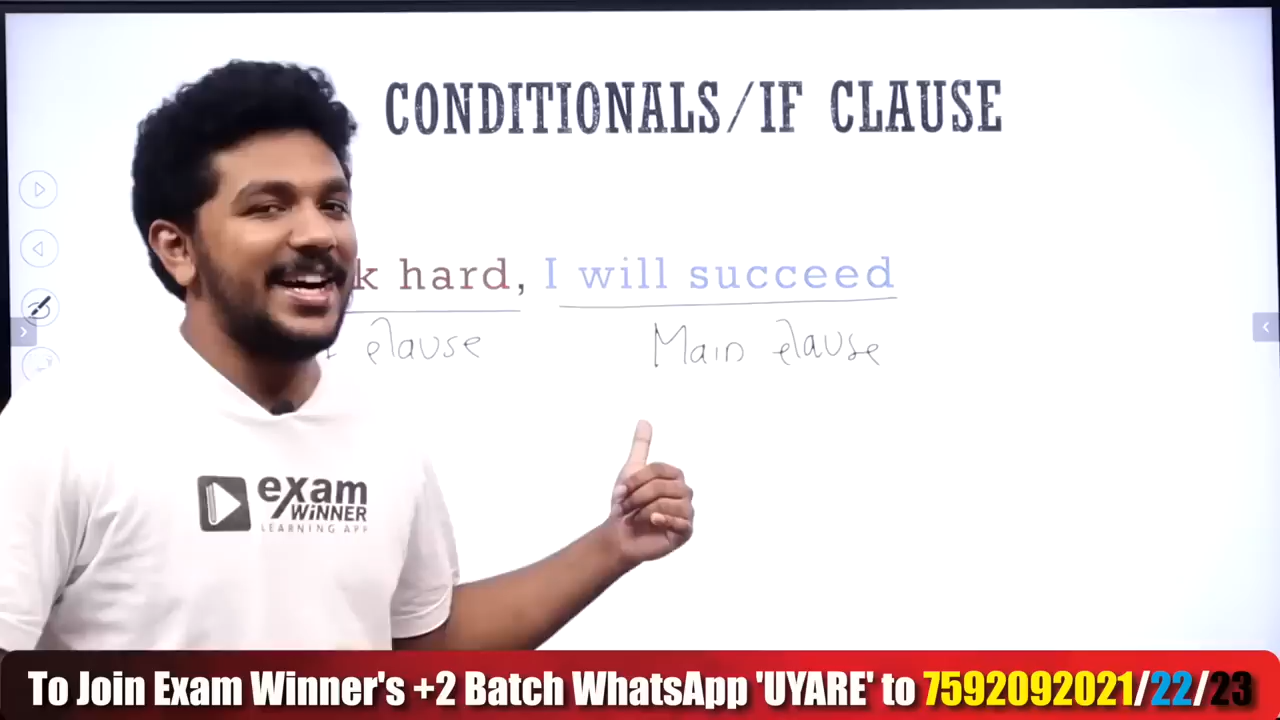 CONDITIONALS/IF CLAUSE
k hard, I will succeed
clause Main clause
exam
WiNNER
LEARNING APP
To Join Exam Winner's +2 Batch WhatsApp 'UYARE' to 7592092021/22/23